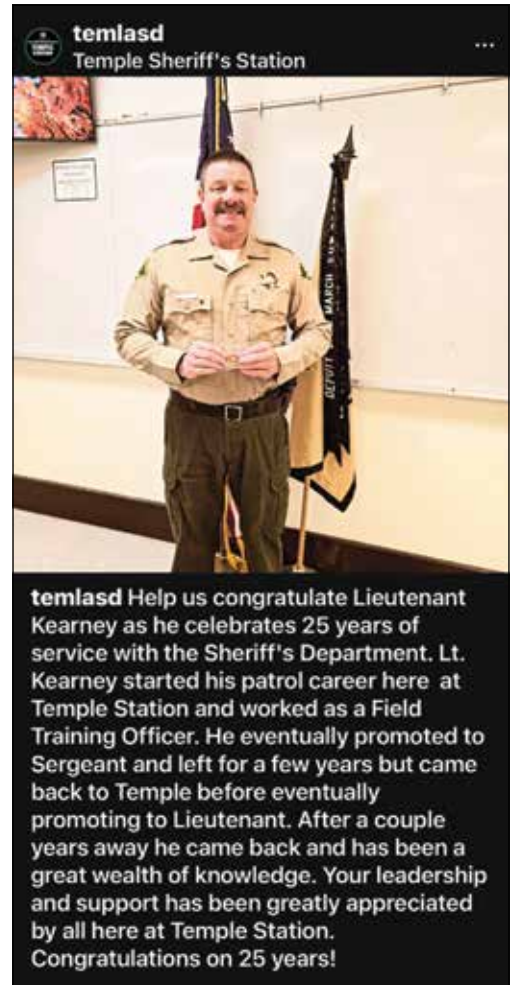 temlasd
Temple Sheriff's Station
TEMPLE
DEPUTY
MARCH
temlasd Help us congratulate Lieutenant
Kearney as he celebrates 25 years of
service with the Sheriff's Department. Lt.
Kearney started his patrol career here at
Temple Station and worked as a Field
Training Officer. He eventually promoted to
Sergeant and left for a few years but came
back to Temple before eventually
promoting to Lieutenant. After a couple
years away he came back and has been a
great wealth of knowledge. Your leadership
and support has been greatly appreciated
by all here at Temple Station.
Congratulations on 25 years!